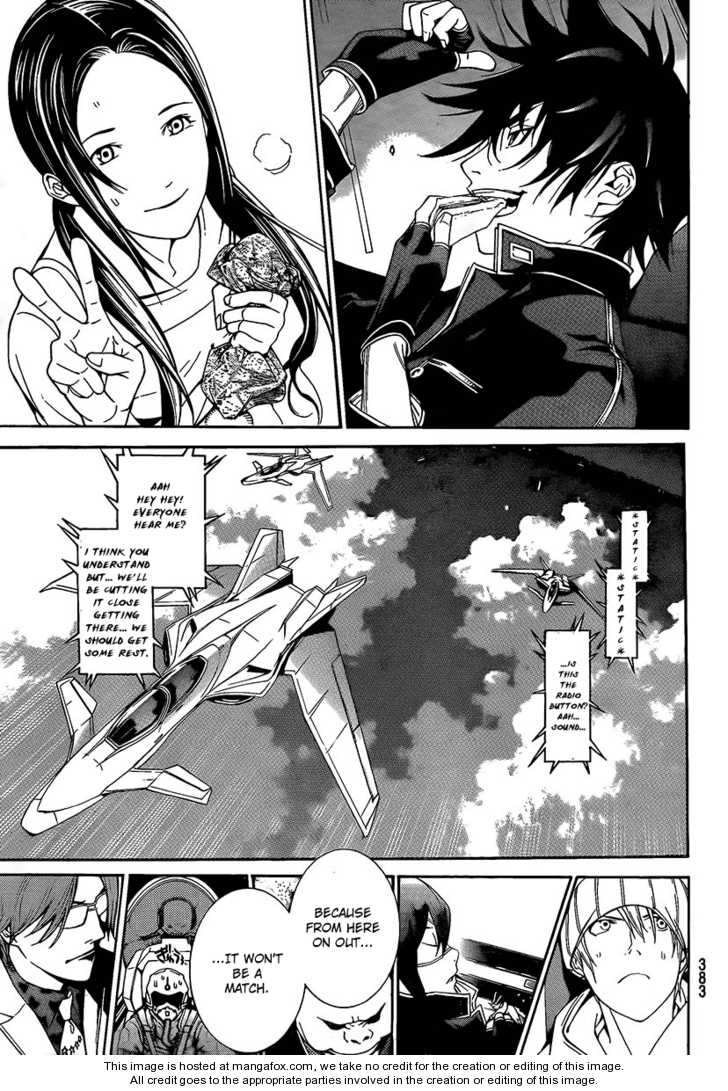 *STATIC*
*STATIC*
...IS
THIS
THE
RADIO
BUTTON?
AAH...
SOUND...
AAH
HEY HEY!
EVERYONE
HEAR ME?
I THINK YOU
UNDERSTAND
BUT... WE'LL
BE CUTTING
IT CLOSE
GETTING
THERE... WE
SHOULD GET
SOME REST.
BECAUSE
FROM HERE
ON OUT...
...IT WON'T
BE A
MATCH.
383
This image is hosted at mangafox.com, we take no credit for the creation or editing of this image.
All credit goes to the appropriate parties involved in the creation or editing of this image.